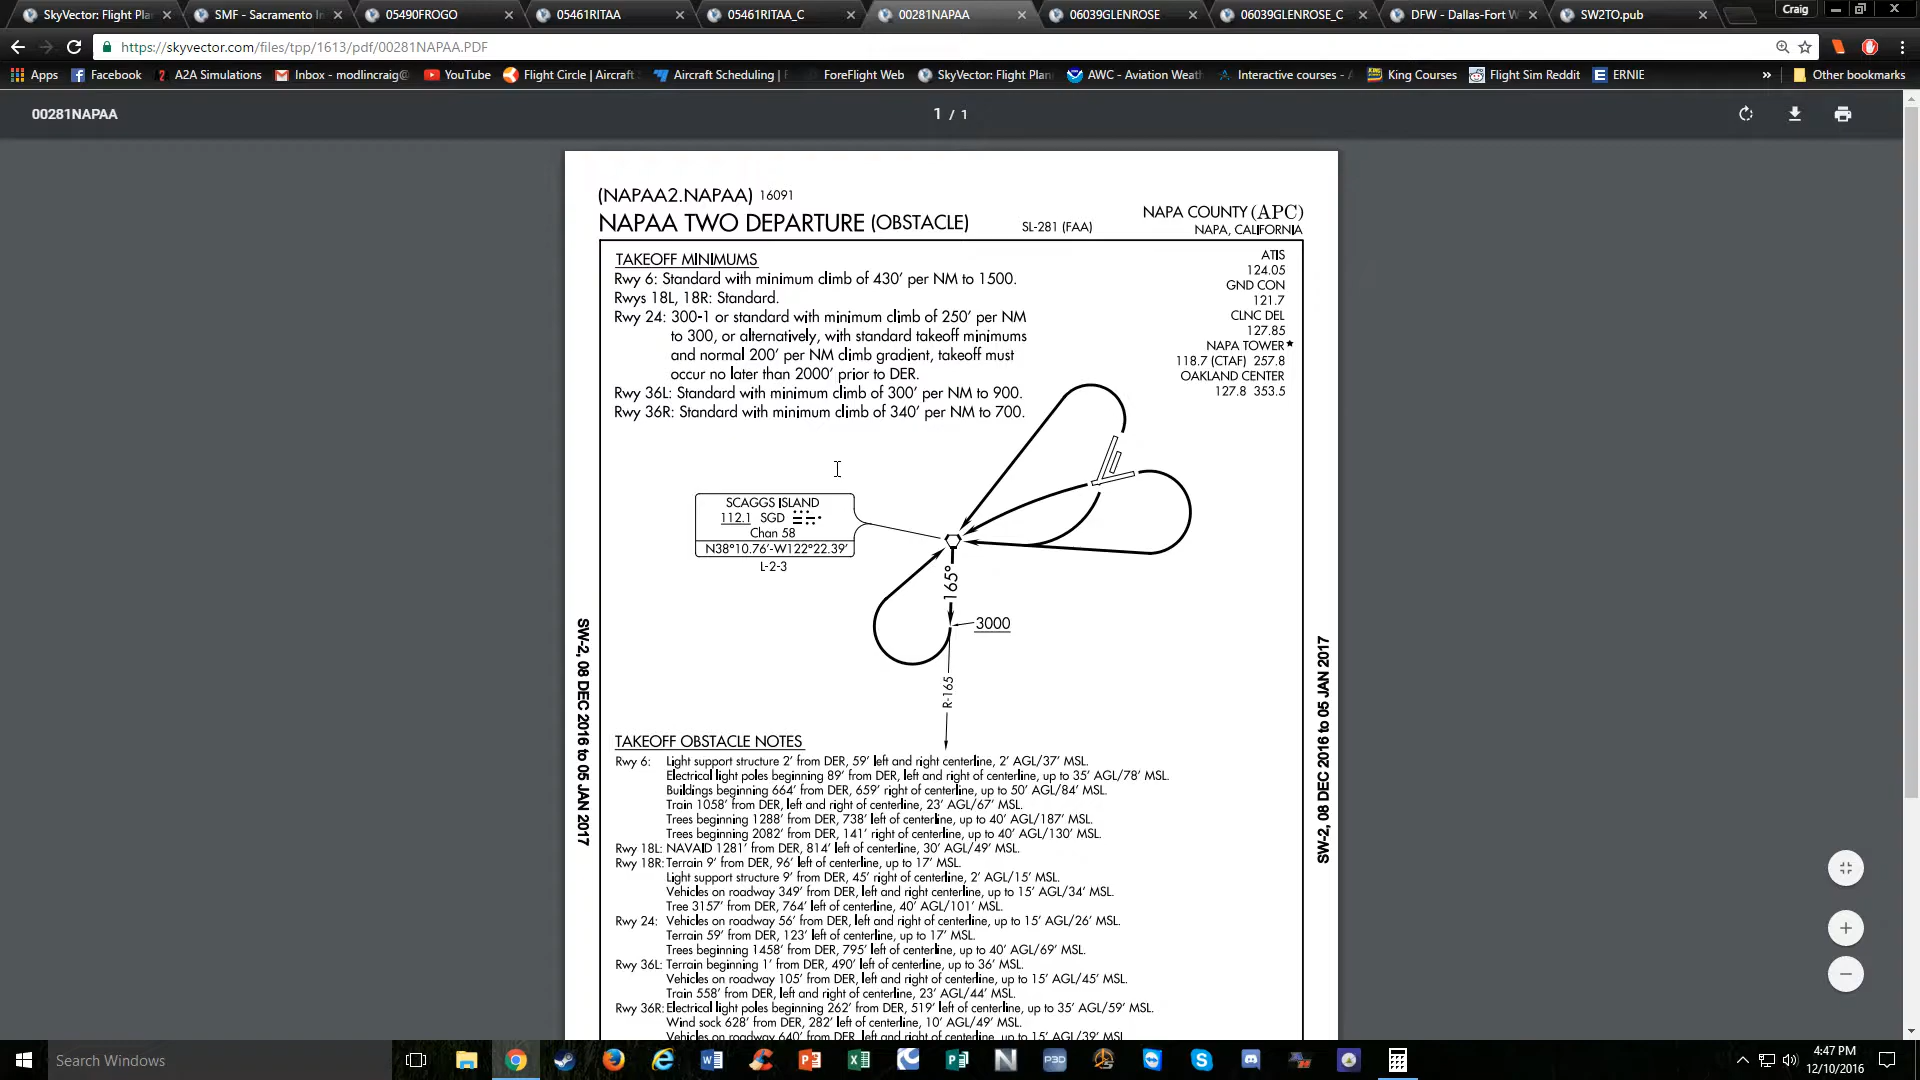 SkyVector: Flight Pla
SMF - Sacramento In
05490FROGO
05461RITAA
05461RITAA_C
00281NAPAA
06039GLENROSE
06039GLENROSE_C
DFW - Dallas-Fort W
SW2TO.pub
Craig
https://skyvector.com/files/tpp/1613/pdf/00281NAPAA.PDF
Apps
Facebook
A2A Simulations
Inbox - modlincraig@
YouTube
Flight Circle | Aircraft
Aircraft Scheduling |
ForeFlight Web
SkyVector: Flight Plan
AWC - Aviation Weath
Interactive courses - A
King Courses
Flight Sim Reddit
ERNIE
»
Other bookmarks
00281NAPAA
1 / 1
(NAPAA2.NAPAA) 16091
NAPAA TWO DEPARTURE (OBSTACLE)
SL-281 (FAA)
NAPA COUNTY (APC)
NAPA, CALIFORNIA
TAKEOFF MINIMUMS
Rwy 6: Standard with minimum climb of 430' per NM to 1500.
Rwys 18L, 18R: Standard.
Rwy 24: 300-1 or standard with minimum climb of 250' per NM
to 300, or alternatively, with standard takeoff minimums
and normal 200' per NM climb gradient, takeoff must
occur no later than 2000' prior to DER.
Rwy 36L: Standard with minimum climb of 300' per NM to 900.
Rwy 36R: Standard with minimum climb of 340' per NM to 700.
ATIS
124.05
GND CON
121.7
CLNC DEL
127.85
NAPA TOWER★
118.7 (CTAF) 257.8
OAKLAND CENTER
127.8 353.5
SCAGGS ISLAND
112.1 SGD
Chan 58
N38°10.76'-W122°22.39'
L-2-3
165°
3000
R-165
SW-2, 08 DEC 2016 to 05 JAN 2017
SW-2, 08 DEC 2016 to 05 JAN 2017
TAKEOFF OBSTACLE NOTES
Rwy 6: Light support structure 2' from DER, 59' left and right centerline, 2' AGL/37' MSL.
Electrical light poles beginning 89' from DER, left and right of centerline, up to 35' AGL/78' MSL.
Buildings beginning 664' from DER, 659' right of centerline, up to 50' AGL/84' MSL.
Train 1058' from DER, left and right of centerline, 23' AGL/67' MSL.
Trees beginning 1288' from DER, 738' left of centerline, up to 40' AGL/187' MSL.
Trees beginning 2082' from DER, 141' right of centerline, up to 40' AGL/130' MSL.
Rwy 18L: NAVAID 1281' from DER, 814' left of centerline, 30' AGL/49' MSL.
Rwy 18R: Terrain 9' from DER, 96' left of centerline, up to 17' MSL.
Light support structure 9' from DER, 45' right of centerline, 2' AGL/15' MSL.
Vehicles on roadway 349' from DER, left and right centerline, up to 15' AGL/34' MSL.
Tree 3157' from DER, 764' left of centerline, 40' AGL/101' MSL.
Rwy 24: Vehicles on roadway 56' from DER, left and right centerline, up to 15' AGL/26' MSL.
Terrain 59' from DER, 123' left of centerline, up to 17' MSL.
Trees beginning 1458' from DER, 795' left of centerline, up to 40' AGL/69' MSL.
Rwy 36L: Terrain beginning 1' from DER, 490' left of centerline, up to 36' MSL.
Vehicles on roadway 105' from DER, left and right of centerline, up to 15' AGL/45' MSL.
Train 558' from DER, left and right of centerline, 23' AGL/44' MSL.
Rwy 36R: Electrical light poles beginning 262' from DER, 519' left of centerline, up to 35' AGL/59' MSL.
Wind sock 628' from DER, 282' left of centerline, 10' AGL/49' MSL.
Vehicles on roadway 640' from DER, left and right of centerline, up to 15' AGL/39' MSL.
Search Windows
P3D
4:47 PM
12/10/2016